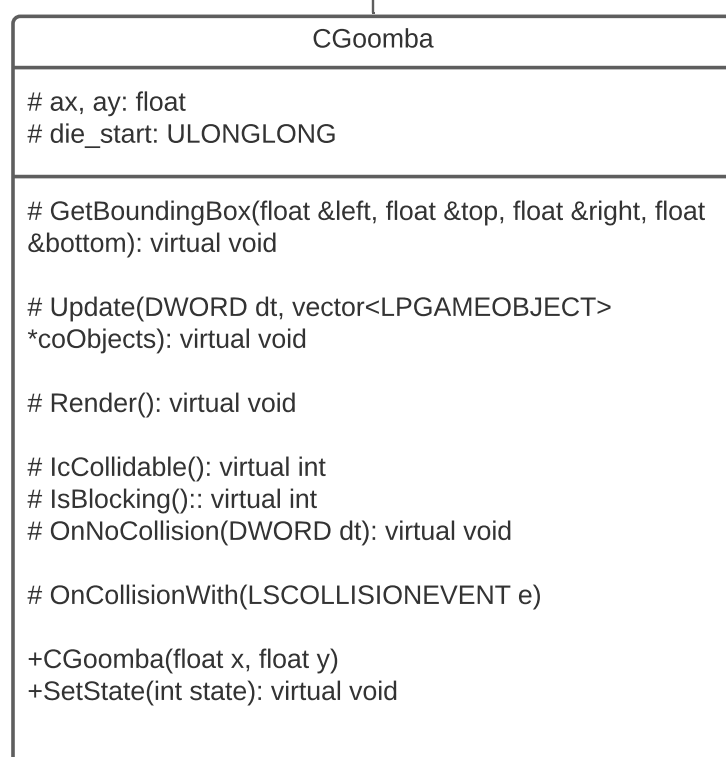 CGoomba
# ax, ay: float
# die_start: ULONGLONG
# GetBoundingBox(float &left, float &top, float &right, float
&bottom): virtual void
# Update(DWORD dt, vector<LPGAMEOBJECT>
*coObjects): virtual void
# Render(): virtual void
# IcCollidable(): virtual int
# IsBlocking():: virtual int
# OnNoCollision(DWORD dt): virtual void
# OnCollisionWith(LSCOLLISIONEVENT e)
+CGoomba(float x, float y)
+SetState(int state): virtual void